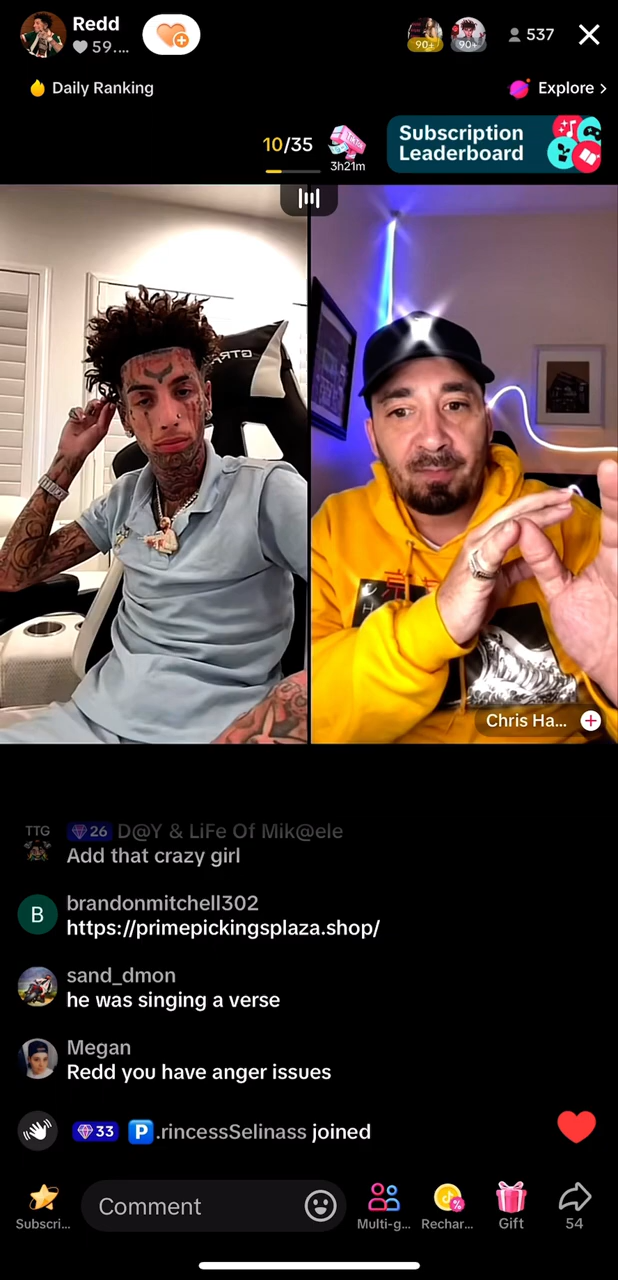 Redd
59....
90+
90+
537
Daily Ranking
Explore >
10/35
3h21m
Subscription
Leaderboard
Chris Ha...
TTG
26 D@Y & LiFe Of Mik@ele
Add that crazy girl
B
brandonmitchell302
https://primepickingsplaza.shop/
sand_dmon
he was singing a verse
Megan
Redd you have anger issues
33 P.rincessSelinass joined
Comment
Subscri...
Multi-g...
Rechar...
Gift
54